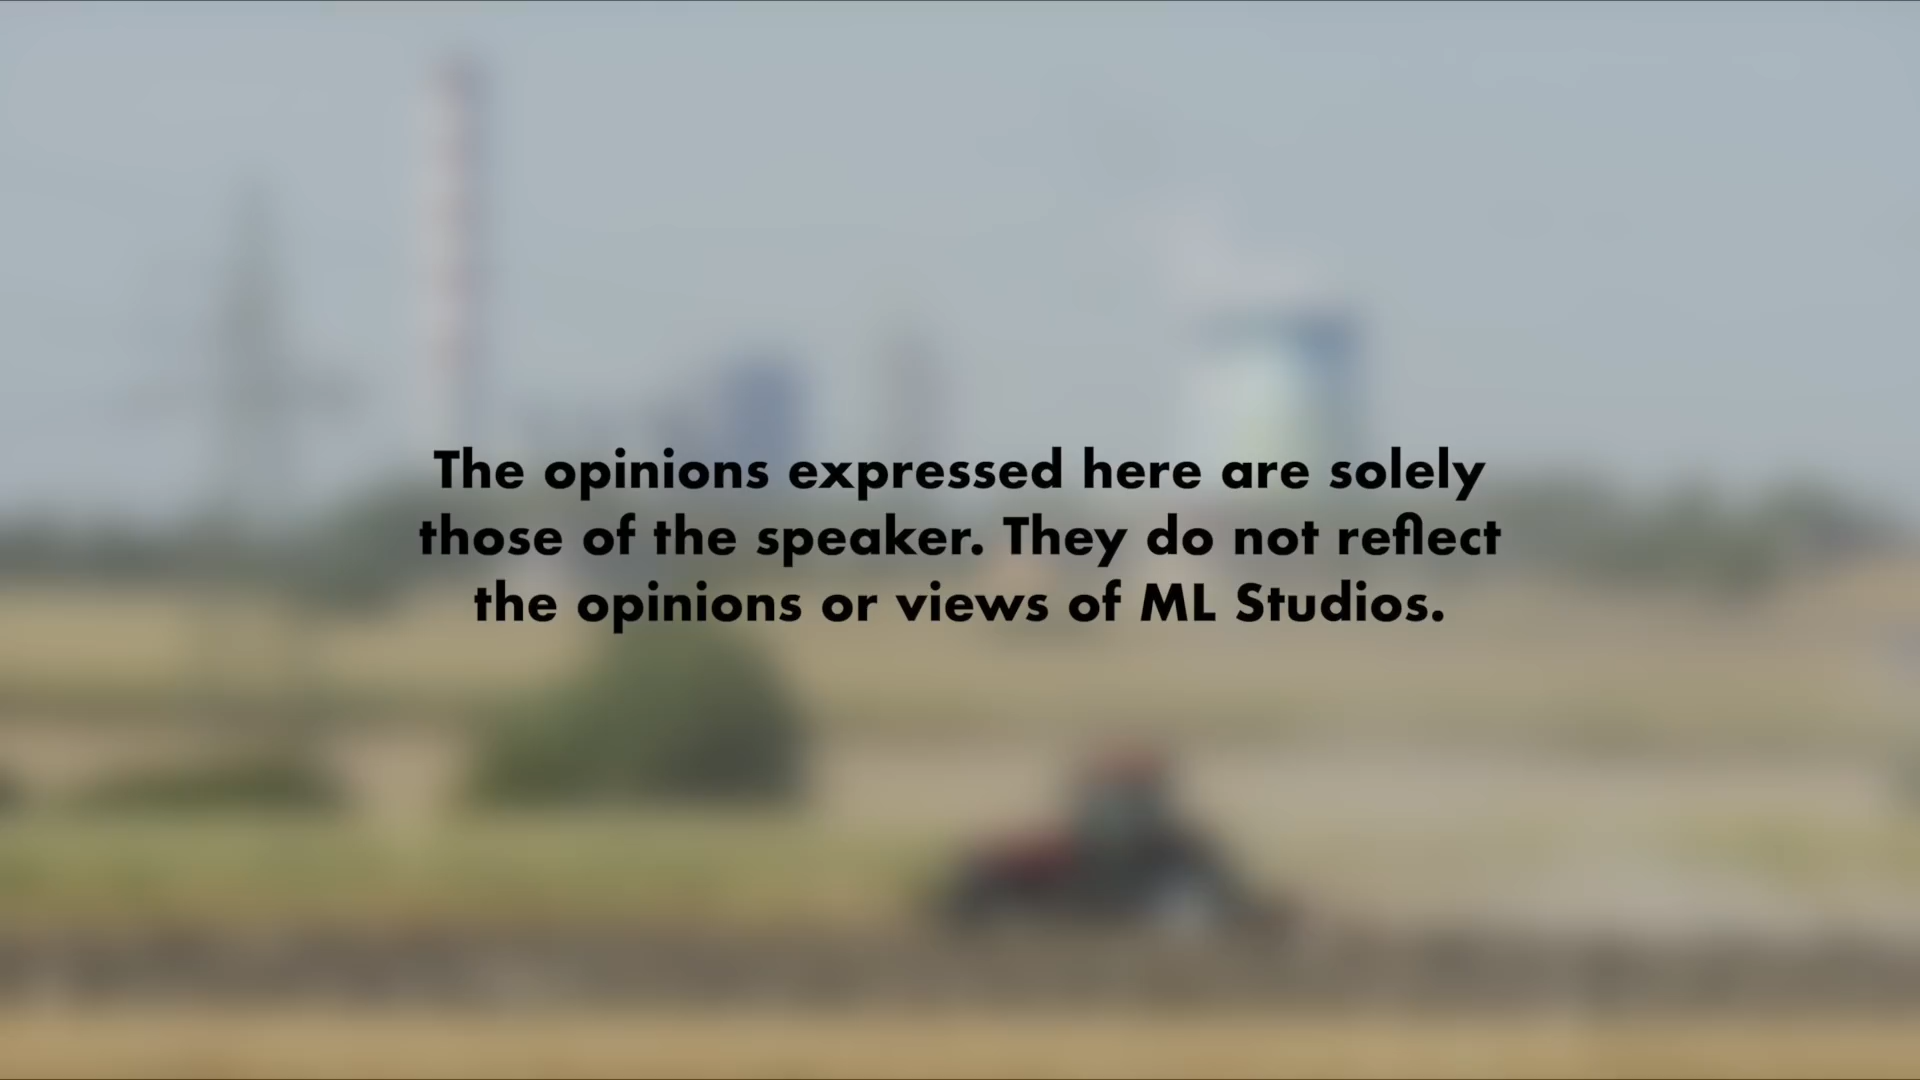 The opinions expressed here are solely
those of the speaker. They do not reflect
the opinions or views of ML Studios.